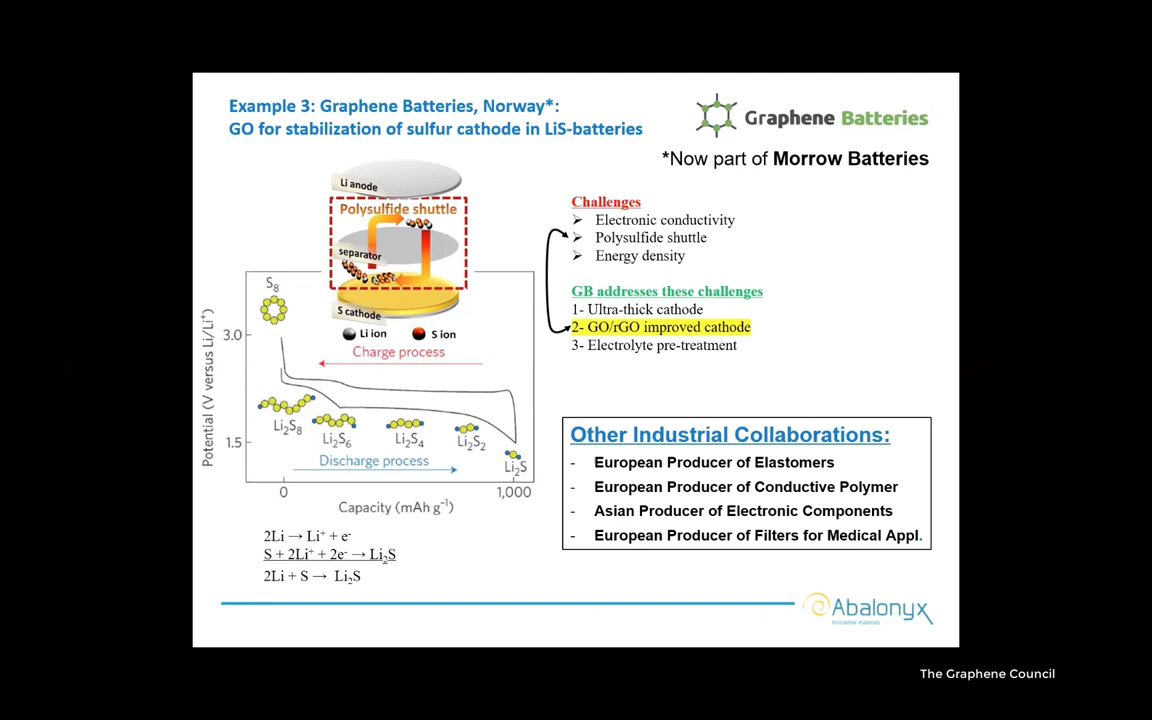 Example 3: Graphene Batteries, Norway*:
GO for stabilization of sulfur cathode in LiS-batteries
Graphene Batteries
*Now part of Morrow Batteries
Li anode
Polysulfide shuttle
separator
S cathode
Li ion
S ion
S₈
Potential (V versus Li/Li⁺)
3.0
1.5
Charge process
Li₂S₈
Li₂S₆
Li₂S₄
Li₂S₂
Li₂S
Discharge process
0
1,000
Capacity (mAh g⁻¹)
2Li → Li⁺ + e⁻
S + 2Li⁺ + 2e⁻ → Li₂S
2Li + S → Li₂S
Challenges
➢ Electronic conductivity
➢ Polysulfide shuttle
➢ Energy density
GB addresses these challenges
1- Ultra-thick cathode
2- GO/rGO improved cathode
3- Electrolyte pre-treatment
Other Industrial Collaborations:
- European Producer of Elastomers
- European Producer of Conductive Polymer
- Asian Producer of Electronic Components
- European Producer of Filters for Medical Appl.
Abalonyx
Innovative materials
The Graphene Council